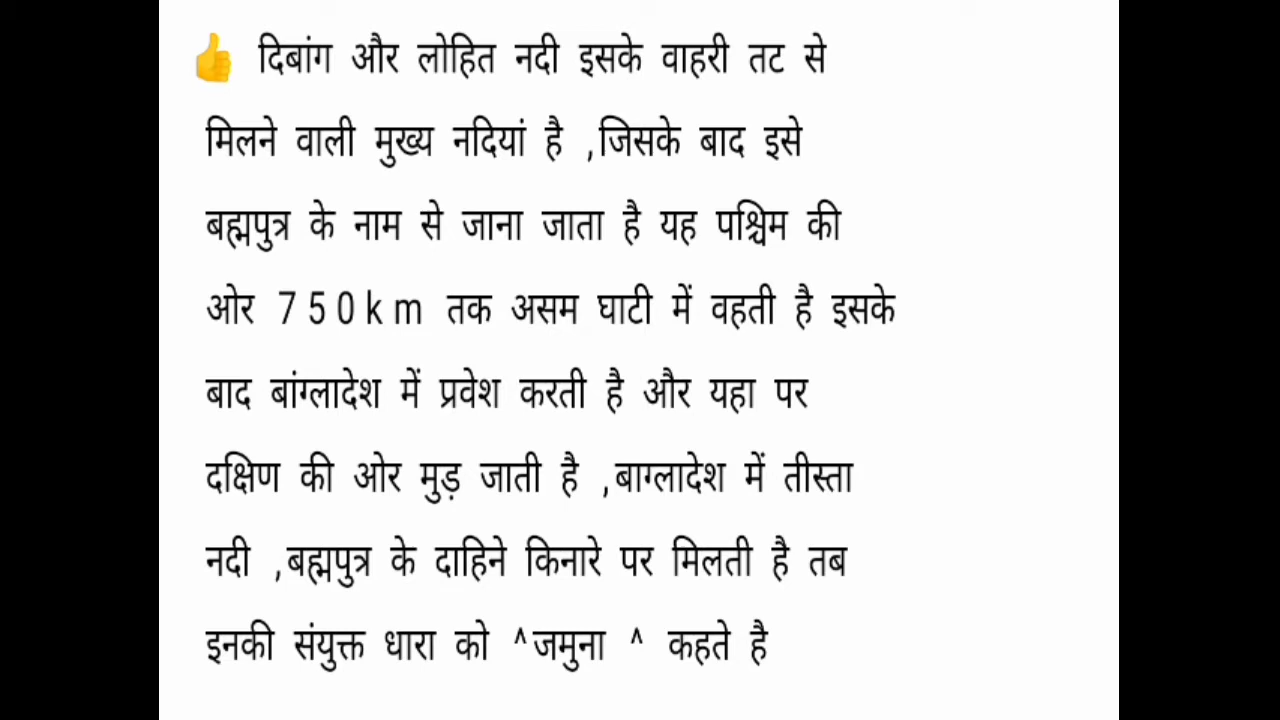 👍 दिबांग और लोहित नदी इसके वाहरी तट से
मिलने वाली मुख्य नदियां है ,जिसके बाद इसे
बह्मपुत्र के नाम से जाना जाता है यह पश्चिम की
ओर 750km तक असम घाटी में वहती है इसके
बाद बांग्लादेश में प्रवेश करती है और यहा पर
दक्षिण की ओर मुड़ जाती है ,बाग्लादेश में तीस्ता
नदी ,बह्मपुत्र के दाहिने किनारे पर मिलती है तब
इनकी संयुक्त धारा को ^जमुना ^ कहते है